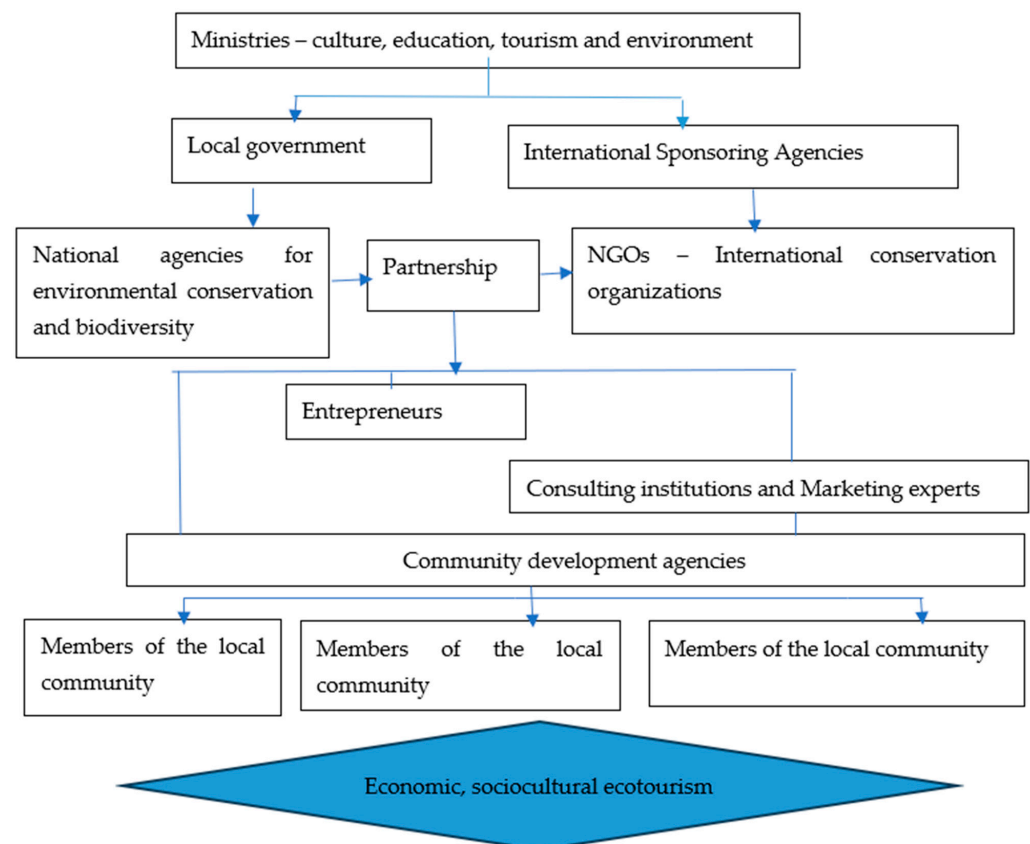 Ministries – culture, education, tourism and environment
Local government
International Sponsoring Agencies
National agencies for
environmental conservation
and biodiversity
Partnership
NGOs – International conservation
organizations
Entrepreneurs
Consulting institutions and Marketing experts
Community development agencies
Members of the local
community
Members of the local
community
Members of the local community
Economic, sociocultural ecotourism